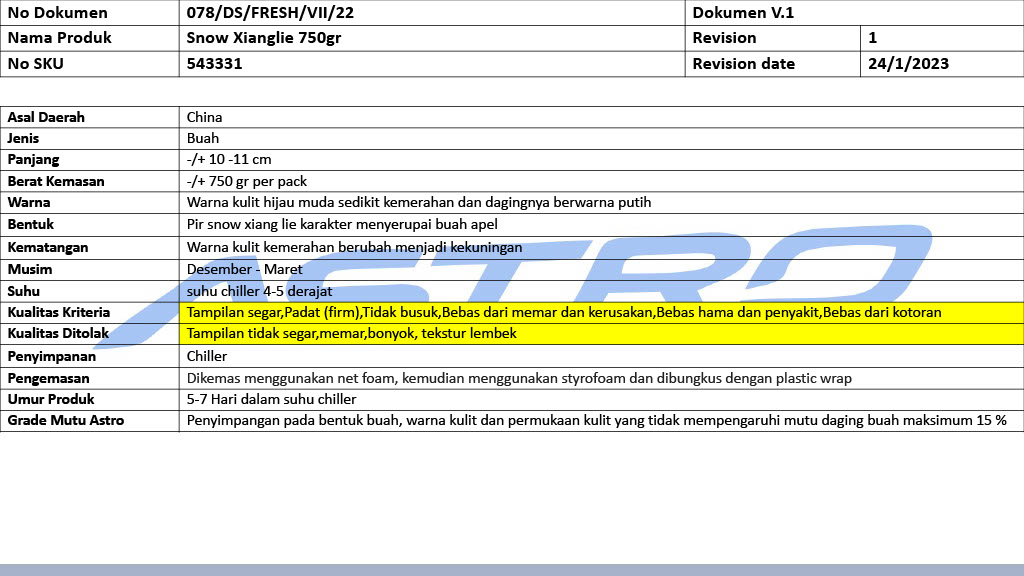 No Dokumen 078/DS/FRESH/VII/22 Dokumen V.1
Nama Produk Snow Xianglie 750gr Revision 1
No SKU 543331 Revision date 24/1/2023
Asal Daerah China
Jenis Buah
Panjang -/+ 10 -11 cm
Berat Kemasan -/+ 750 gr per pack
Warna Warna kulit hijau muda sedikit kemerahan dan dagingnya berwarna putih
Bentuk Pir snow xiang lie karakter menyerupai buah apel
Kematangan Warna kulit kemerahan berubah menjadi kekuningan
Musim Desember - Maret
Suhu suhu chiller 4-5 derajat
Kualitas Kriteria Tampilan segar,Padat (firm),Tidak busuk,Bebas dari memar dan kerusakan,Bebas hama dan penyakit,Bebas dari kotoran
Kualitas Ditolak Tampilan tidak segar,memar,bonyok, tekstur lembek
Penyimpanan Chiller
Pengemasan Dikemas menggunakan net foam, kemudian menggunakan styrofoam dan dibungkus dengan plastic wrap
Umur Produk 5-7 Hari dalam suhu chiller
Grade Mutu Astro Penyimpangan pada bentuk buah, warna kulit dan permukaan kulit yang tidak mempengaruhi mutu daging buah maksimum 15 %
ASTRO